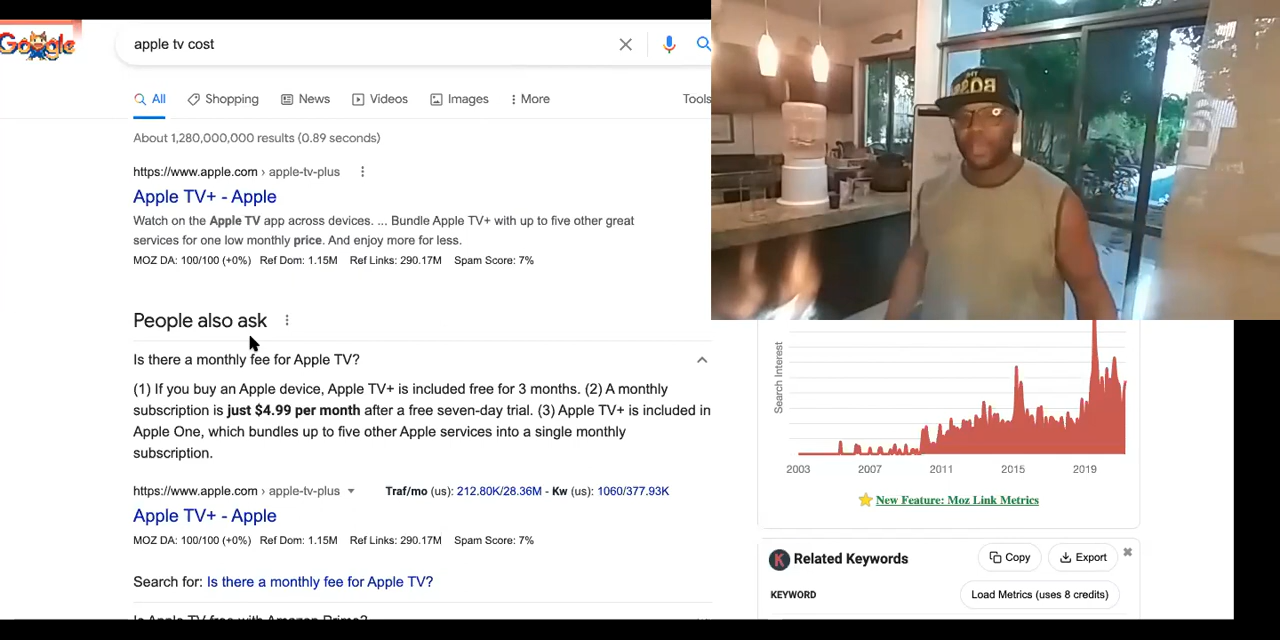 Google
apple tv cost
All
Shopping
News
Videos
Images
More
Tools
About 1,280,000,000 results (0.89 seconds)
https://www.apple.com › apple-tv-plus
Apple TV+ - Apple
Watch on the Apple TV app across devices. ... Bundle Apple TV+ with up to five other great
services for one low monthly price. And enjoy more for less.
MOZ DA: 100/100 (+0%) Ref Dom: 1.15M Ref Links: 290.17M Spam Score: 7%
People also ask
Is there a monthly fee for Apple TV?
(1) If you buy an Apple device, Apple TV+ is included free for 3 months. (2) A monthly
subscription is just $4.99 per month after a free seven-day trial. (3) Apple TV+ is included in
Apple One, which bundles up to five other Apple services into a single monthly
subscription.
https://www.apple.com › apple-tv-plus
Traf/mo (us): 212.80K/28.36M - Kw (us): 1060/377.93K
Apple TV+ - Apple
MOZ DA: 100/100 (+0%) Ref Dom: 1.15M Ref Links: 290.17M Spam Score: 7%
Search for: Is there a monthly fee for Apple TV?
Is Apple TV free with Amazon Prime?
Search Interest
2003 2007 2011 2015 2019
New Feature: Moz Link Metrics
K Related Keywords
Copy
Export
KEYWORD
Load Metrics (uses 8 credits)